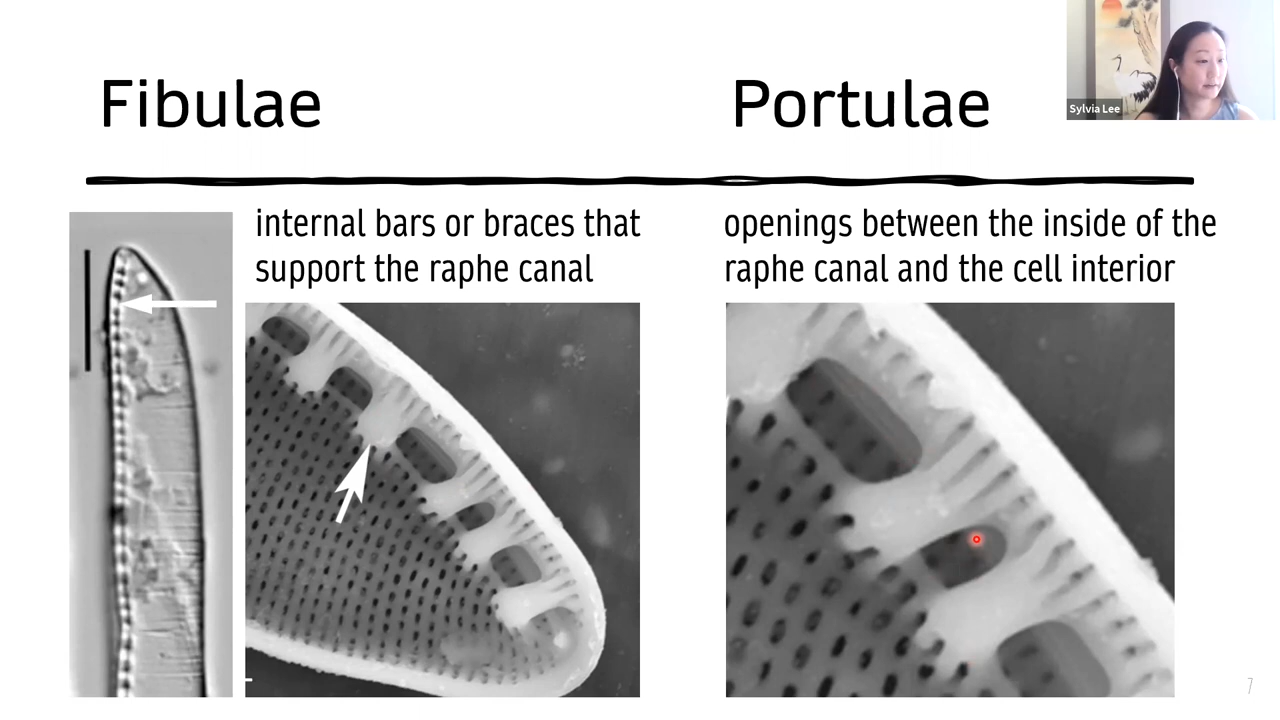 Fibulae
Portulae
Sylvia Lee
internal bars or braces that
support the raphe canal
openings between the inside of the
raphe canal and the cell interior
7